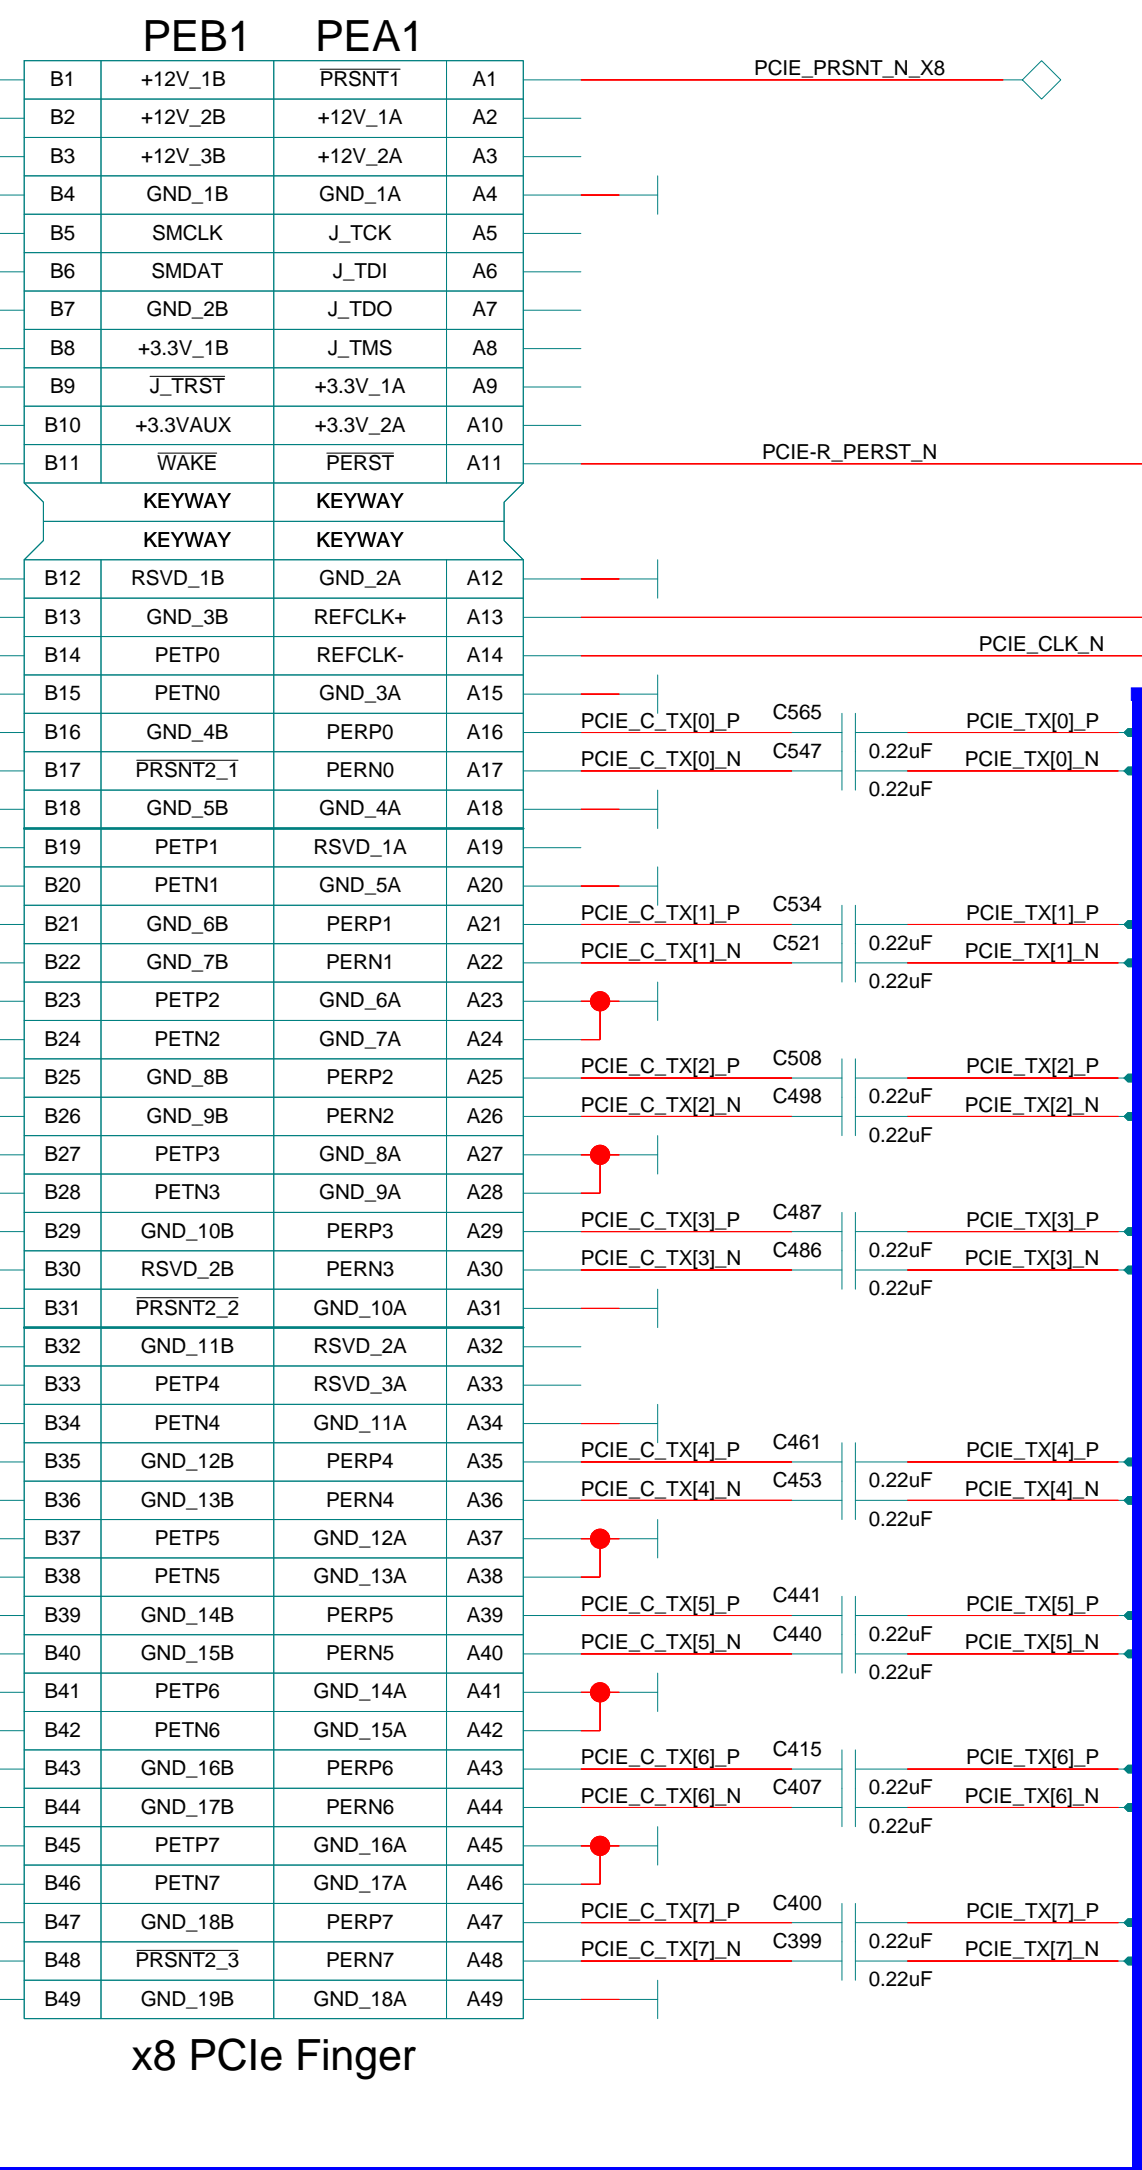 PEB1 PEA1
B1 +12V_1B PRSNT1 A1 PCIE_PRSNT_N_X8
B2 +12V_2B +12V_1A A2
B3 +12V_3B +12V_2A A3
B4 GND_1B GND_1A A4
B5 SMCLK J_TCK A5
B6 SMDAT J_TDI A6
B7 GND_2B J_TDO A7
B8 +3.3V_1B J_TMS A8
B9 J_TRST +3.3V_1A A9
B10 +3.3VAUX +3.3V_2A A10
B11 WAKE PERST A11 PCIE-R_PERST_N
KEYWAY KEYWAY
KEYWAY KEYWAY
B12 RSVD_1B GND_2A A12
B13 GND_3B REFCLK+ A13
B14 PETP0 REFCLK- A14 PCIE_CLK_N
B15 PETN0 GND_3A A15
B16 GND_4B PERP0 A16 PCIE_C_TX[0]_P C565 0.22uF PCIE_TX[0]_P
B17 PRSNT2_1 PERN0 A17 PCIE_C_TX[0]_N C547 0.22uF PCIE_TX[0]_N
B18 GND_5B GND_4A A18
B19 PETP1 RSVD_1A A19
B20 PETN1 GND_5A A20
B21 GND_6B PERP1 A21 PCIE_C_TX[1]_P C534 0.22uF PCIE_TX[1]_P
B22 GND_7B PERN1 A22 PCIE_C_TX[1]_N C521 0.22uF PCIE_TX[1]_N
B23 PETP2 GND_6A A23
B24 PETN2 GND_7A A24
B25 GND_8B PERP2 A25 PCIE_C_TX[2]_P C508 0.22uF PCIE_TX[2]_P
B26 GND_9B PERN2 A26 PCIE_C_TX[2]_N C498 0.22uF PCIE_TX[2]_N
B27 PETP3 GND_8A A27
B28 PETN3 GND_9A A28
B29 GND_10B PERP3 A29 PCIE_C_TX[3]_P C487 0.22uF PCIE_TX[3]_P
B30 RSVD_2B PERN3 A30 PCIE_C_TX[3]_N C486 0.22uF PCIE_TX[3]_N
B31 PRSNT2_2 GND_10A A31
B32 GND_11B RSVD_2A A32
B33 PETP4 RSVD_3A A33
B34 PETN4 GND_11A A34
B35 GND_12B PERP4 A35 PCIE_C_TX[4]_P C461 0.22uF PCIE_TX[4]_P
B36 GND_13B PERN4 A36 PCIE_C_TX[4]_N C453 0.22uF PCIE_TX[4]_N
B37 PETP5 GND_12A A37
B38 PETN5 GND_13A A38
B39 GND_14B PERP5 A39 PCIE_C_TX[5]_P C441 0.22uF PCIE_TX[5]_P
B40 GND_15B PERN5 A40 PCIE_C_TX[5]_N C440 0.22uF PCIE_TX[5]_N
B41 PETP6 GND_14A A41
B42 PETN6 GND_15A A42
B43 GND_16B PERP6 A43 PCIE_C_TX[6]_P C415 0.22uF PCIE_TX[6]_P
B44 GND_17B PERN6 A44 PCIE_C_TX[6]_N C407 0.22uF PCIE_TX[6]_N
B45 PETP7 GND_16A A45
B46 PETN7 GND_17A A46
B47 GND_18B PERP7 A47 PCIE_C_TX[7]_P C400 0.22uF PCIE_TX[7]_P
B48 PRSNT2_3 PERN7 A48 PCIE_C_TX[7]_N C399 0.22uF PCIE_TX[7]_N
B49 GND_19B GND_18A A49
x8 PCIe Finger